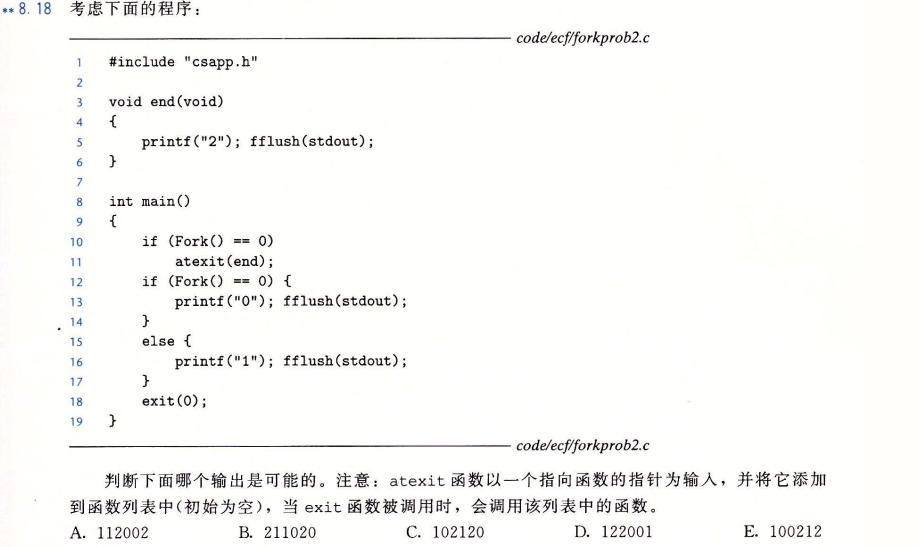 ** 8.18 考虑下面的程序：
code/ecf/forkprob2.c
1 #include "csapp.h"
2
3 void end(void)
4 {
5     printf("2"); fflush(stdout);
6 }
7
8 int main()
9 {
10     if (Fork() == 0)
11         atexit(end);
12     if (Fork() == 0) {
13         printf("0"); fflush(stdout);
14     }
15     else {
16         printf("1"); fflush(stdout);
17     }
18     exit(0);
19 }
code/ecf/forkprob2.c
判断下面哪个输出是可能的。注意：atexit 函数以一个指向函数的指针为输入，并将它添加
到函数列表中(初始为空)，当 exit 函数被调用时，会调用该列表中的函数。
A. 112002 B. 211020 C. 102120 D. 122001 E. 100212